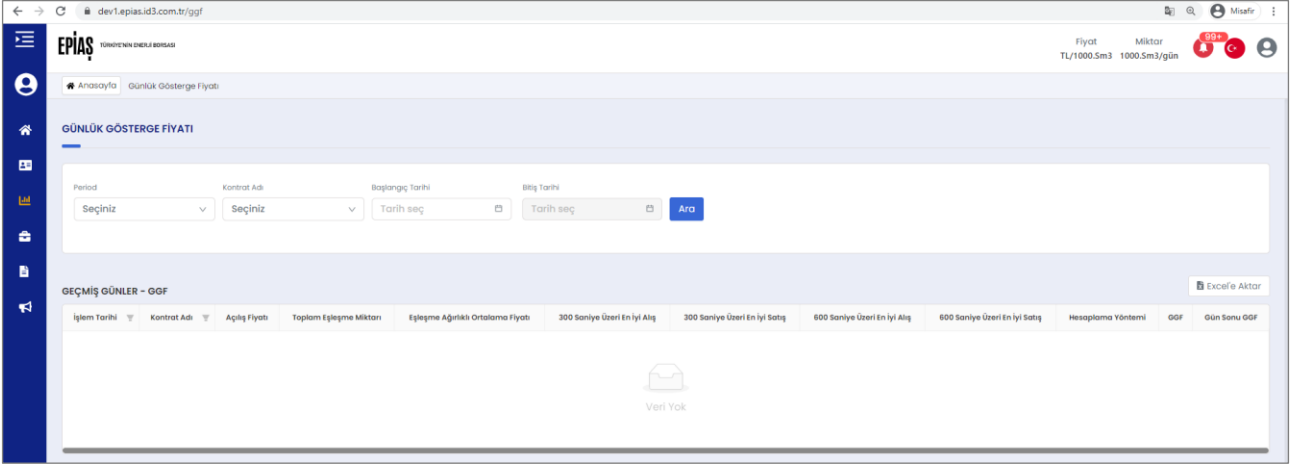 dev1.epias.id3.com.tr/ggf
Misafir
EPİAŞ TÜRKİYE'NİN ENERJİ BORSASI
Fiyat Miktar
TL/1000.Sm3 1000.Sm3/gün
99+
Anasayfa Günlük Gösterge Fiyatı
GÜNLÜK GÖSTERGE FİYATI
Period Kontrat Adı Başlangıç Tarihi Bitiş Tarihi
Seçiniz Seçiniz Tarih seç Tarih seç Ara
Excel'e Aktar
GEÇMİŞ GÜNLER - GGF
İşlem Tarihi Kontrat Adı Açılış Fiyatı Toplam Eşleşme Miktarı Eşleşme Ağırlıklı Ortalama Fiyatı 300 Saniye Üzeri En İyi Alış 300 Saniye Üzeri En İyi Satış 600 Saniye Üzeri En İyi Alış 600 Saniye Üzeri En İyi Satış Hesaplama Yöntemi GGF Gün Sonu GGF
Veri Yok